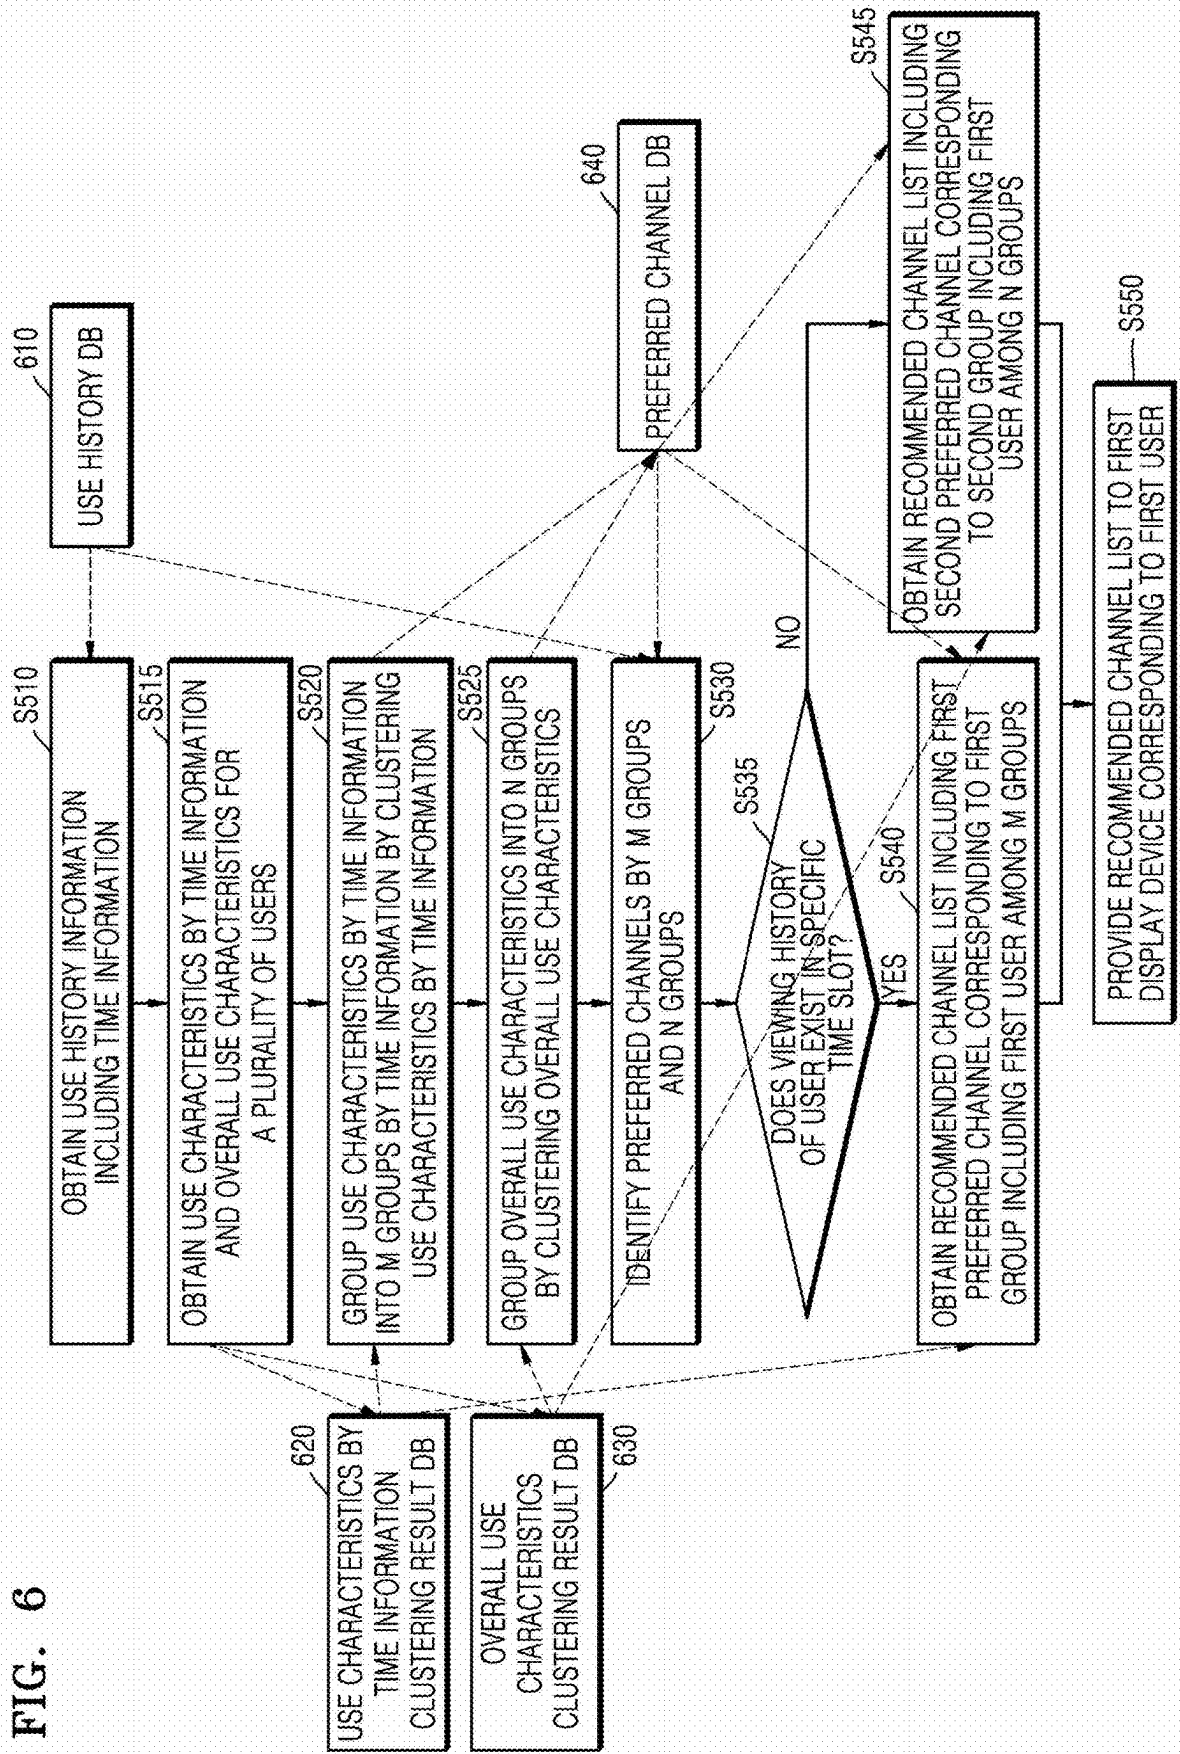 FIG. 6
610
USE HISTORY DB
S510
OBTAIN USE HISTORY INFORMATION
INCLUDING TIME INFORMATION
S515
OBTAIN USE CHARACTERISTICS BY TIME INFORMATION
AND OVERALL USE CHARACTERISTICS FOR
A PLURALITY OF USERS
620
USE CHARACTERISTICS BY
TIME INFORMATION
CLUSTERING RESULT DB
S520
GROUP USE CHARACTERISTICS BY TIME INFORMATION
INTO M GROUPS BY TIME INFORMATION BY CLUSTERING
USE CHARACTERISTICS BY TIME INFORMATION
OVERALL USE
CHARACTERISTICS
CLUSTERING RESULT DB
630
S525
GROUP OVERALL USE CHARACTERISTICS INTO N GROUPS
BY CLUSTERING OVERALL USE CHARACTERISTICS
640
PREFERRED CHANNEL DB
IDENTIFY PREFERRED CHANNELS BY M GROUPS
AND N GROUPS
S530
S535
DOES VIEWING HISTORY
OF USER EXIST IN SPECIFIC
TIME SLOT?
NO
YES
S540
OBTAIN RECOMMENDED CHANNEL LIST INCLUDING FIRST
PREFERRED CHANNEL CORRESPONDING TO FIRST
GROUP INCLUDING FIRST USER AMONG M GROUPS
S545
OBTAIN RECOMMENDED CHANNEL LIST INCLUDING
SECOND PREFERRED CHANNEL CORRESPONDING
TO SECOND GROUP INCLUDING FIRST
USER AMONG N GROUPS
S550
PROVIDE RECOMMENDED CHANNEL LIST TO FIRST
DISPLAY DEVICE CORRESPONDING TO FIRST USER